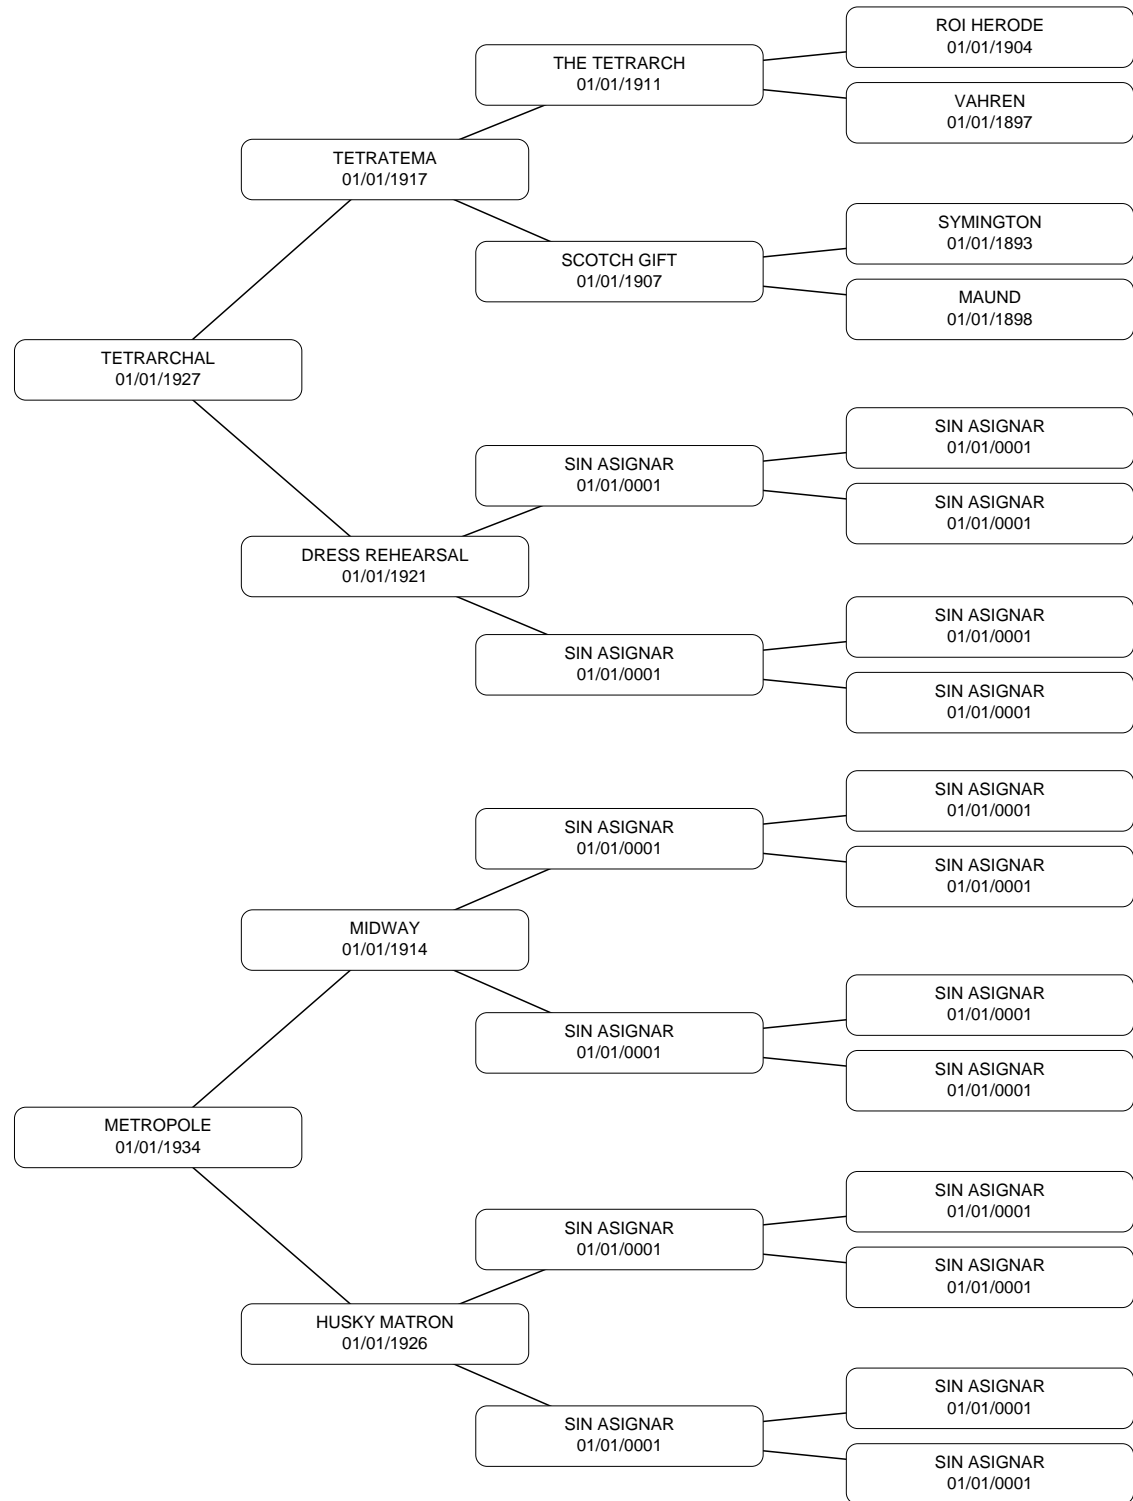 ROI HERODE
01/01/1904
THE TETRARCH
01/01/1911
VAHREN
01/01/1897
TETRATEMA
01/01/1917
SYMINGTON
01/01/1893
SCOTCH GIFT
01/01/1907
MAUND
01/01/1898
TETRARCHAL
01/01/1927
SIN ASIGNAR
01/01/0001
SIN ASIGNAR
01/01/0001
SIN ASIGNAR
01/01/0001
DRESS REHEARSAL
01/01/1921
SIN ASIGNAR
01/01/0001
SIN ASIGNAR
01/01/0001
SIN ASIGNAR
01/01/0001
SIN ASIGNAR
01/01/0001
SIN ASIGNAR
01/01/0001
SIN ASIGNAR
01/01/0001
MIDWAY
01/01/1914
SIN ASIGNAR
01/01/0001
SIN ASIGNAR
01/01/0001
SIN ASIGNAR
01/01/0001
METROPOLE
01/01/1934
SIN ASIGNAR
01/01/0001
SIN ASIGNAR
01/01/0001
SIN ASIGNAR
01/01/0001
HUSKY MATRON
01/01/1926
SIN ASIGNAR
01/01/0001
SIN ASIGNAR
01/01/0001
SIN ASIGNAR
01/01/0001